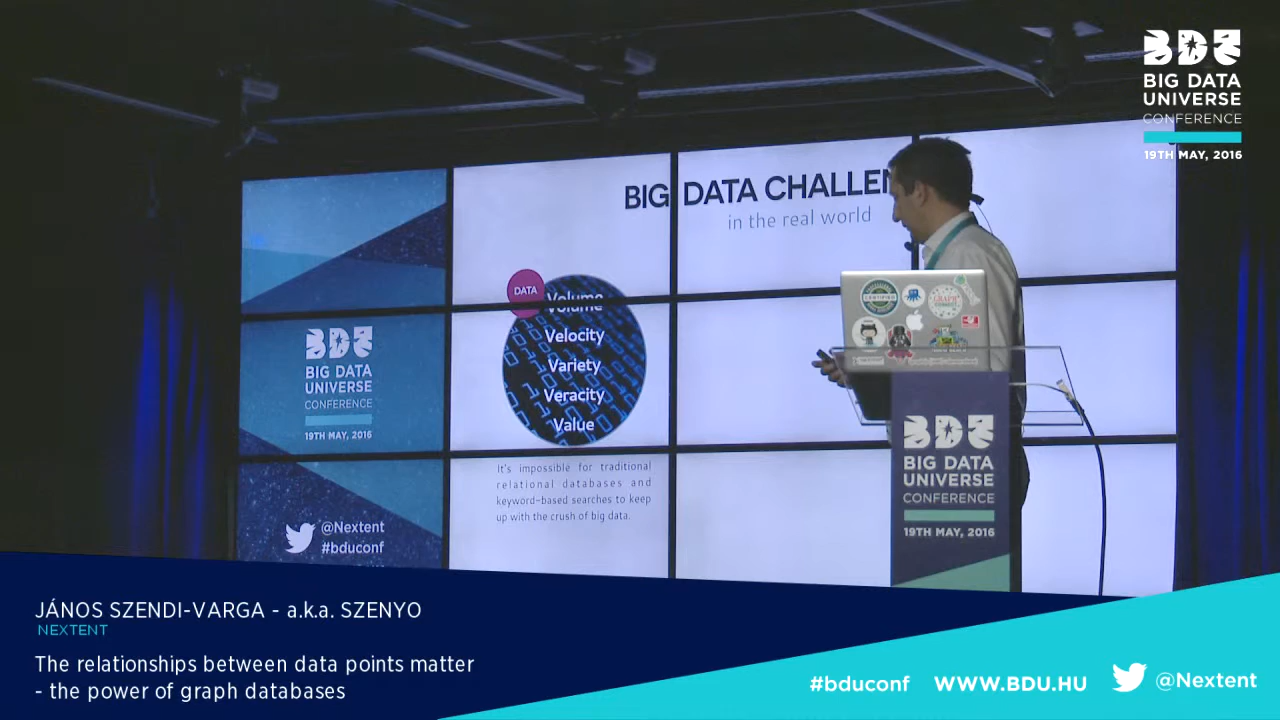 BDU
BIG DATA
UNIVERSE
CONFERENCE
19TH MAY, 2016
BIG DATA CHALLEN
in the real world
DATA
Volume
Velocity
Variety
Veracity
Value
It's impossible for traditional
relational databases and
keyword-based searches to keep
up with the crush of big data.
BDU
BIG DATA
UNIVERSE
CONFERENCE
19TH MAY, 2016
@Nextent
#bduconf
CERTIFIED
GRAPH
BDU
BIG DATA
UNIVERSE
CONFERENCE
19TH MAY, 2016
JÁNOS SZENDI-VARGA - a.k.a. SZENYO
NEXTENT
The relationships between data points matter
- the power of graph databases
#bduconf
WWW.BDU.HU
@Nextent